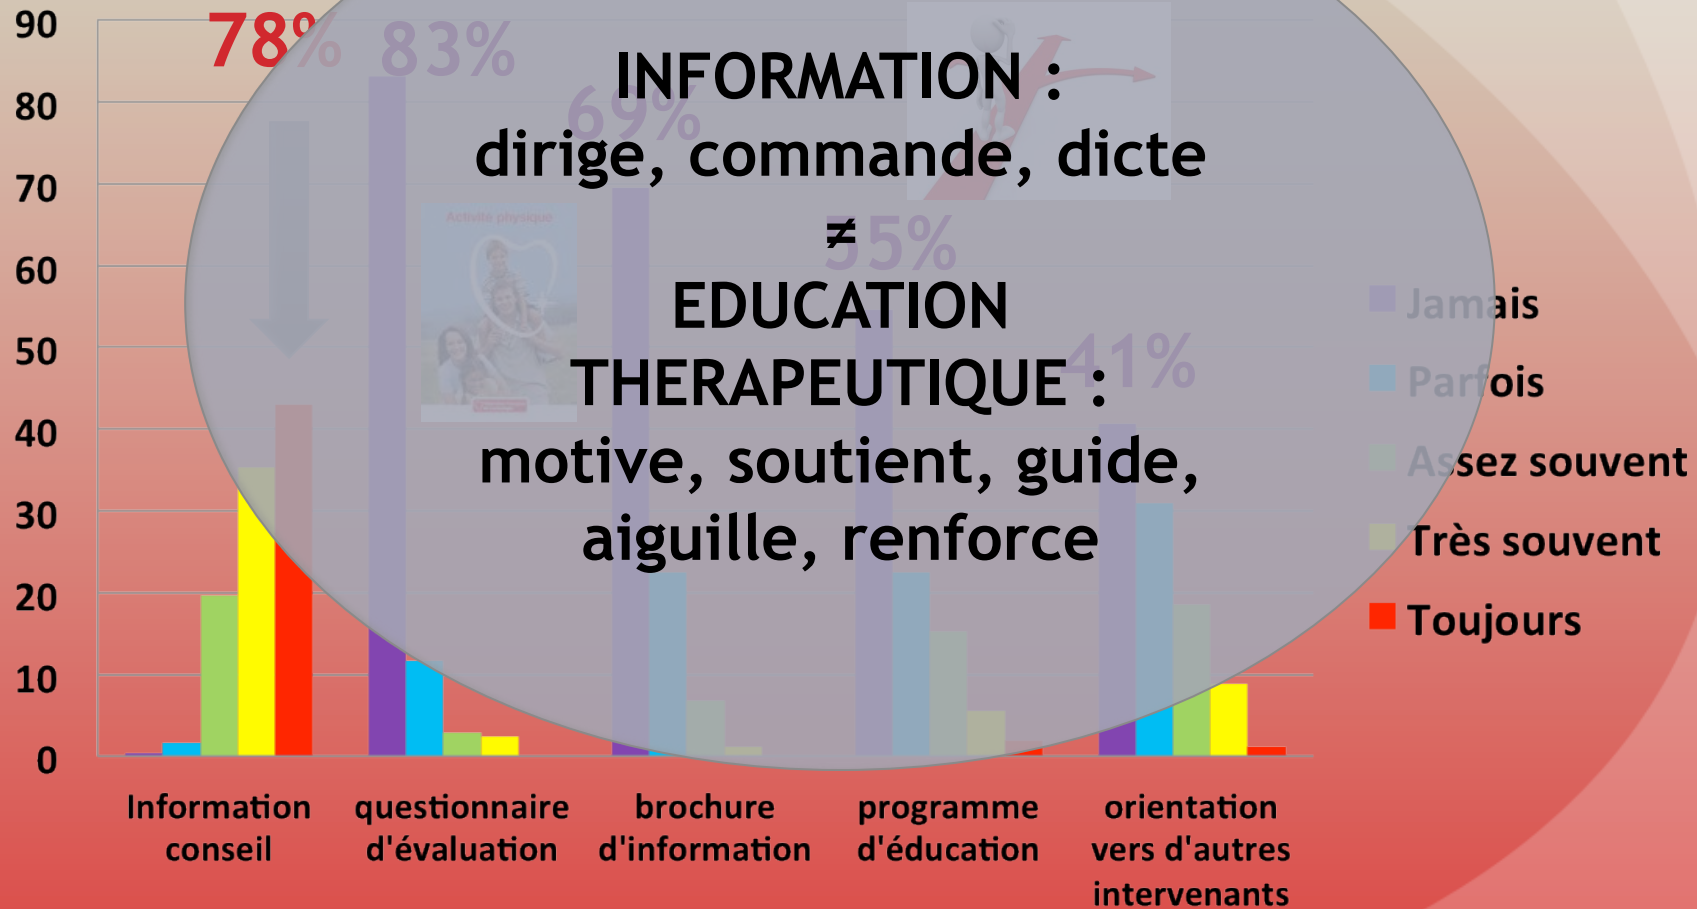 90
80
70
60
50
40
30
20
10
0
78%
83%
69%
55%
41%
Activité physique
INFORMATION :
dirige, commande, dicte
≠
EDUCATION
THERAPEUTIQUE :
motive, soutient, guide,
aiguille, renforce
Jamais
Parfois
Assez souvent
Très souvent
Toujours
Information
conseil
questionnaire
d'évaluation
brochure
d'information
programme
d'éducation
orientation
vers d'autres
intervenants